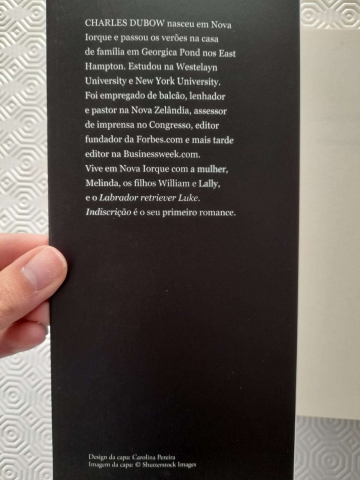 CHARLES DUBOW nasceu em Nova
Iorque e passou os verões na casa
de família em Georgica Pond nos East
Hampton. Estudou na Westelayn
University e New York University.
Foi empregado de balcão, lenhador
e pastor na Nova Zelândia, assessor
de imprensa no Congresso, editor
fundador da Forbes.com e mais tarde
editor na Businessweek.com.
Vive em Nova Iorque com a mulher,
Melinda, os filhos William e Lally,
e o Labrador retriever Luke.
Indiscrição é o seu primeiro romance.
Design da capa: Carolina Pereira
Imagem da capa: © Shutterstock Images